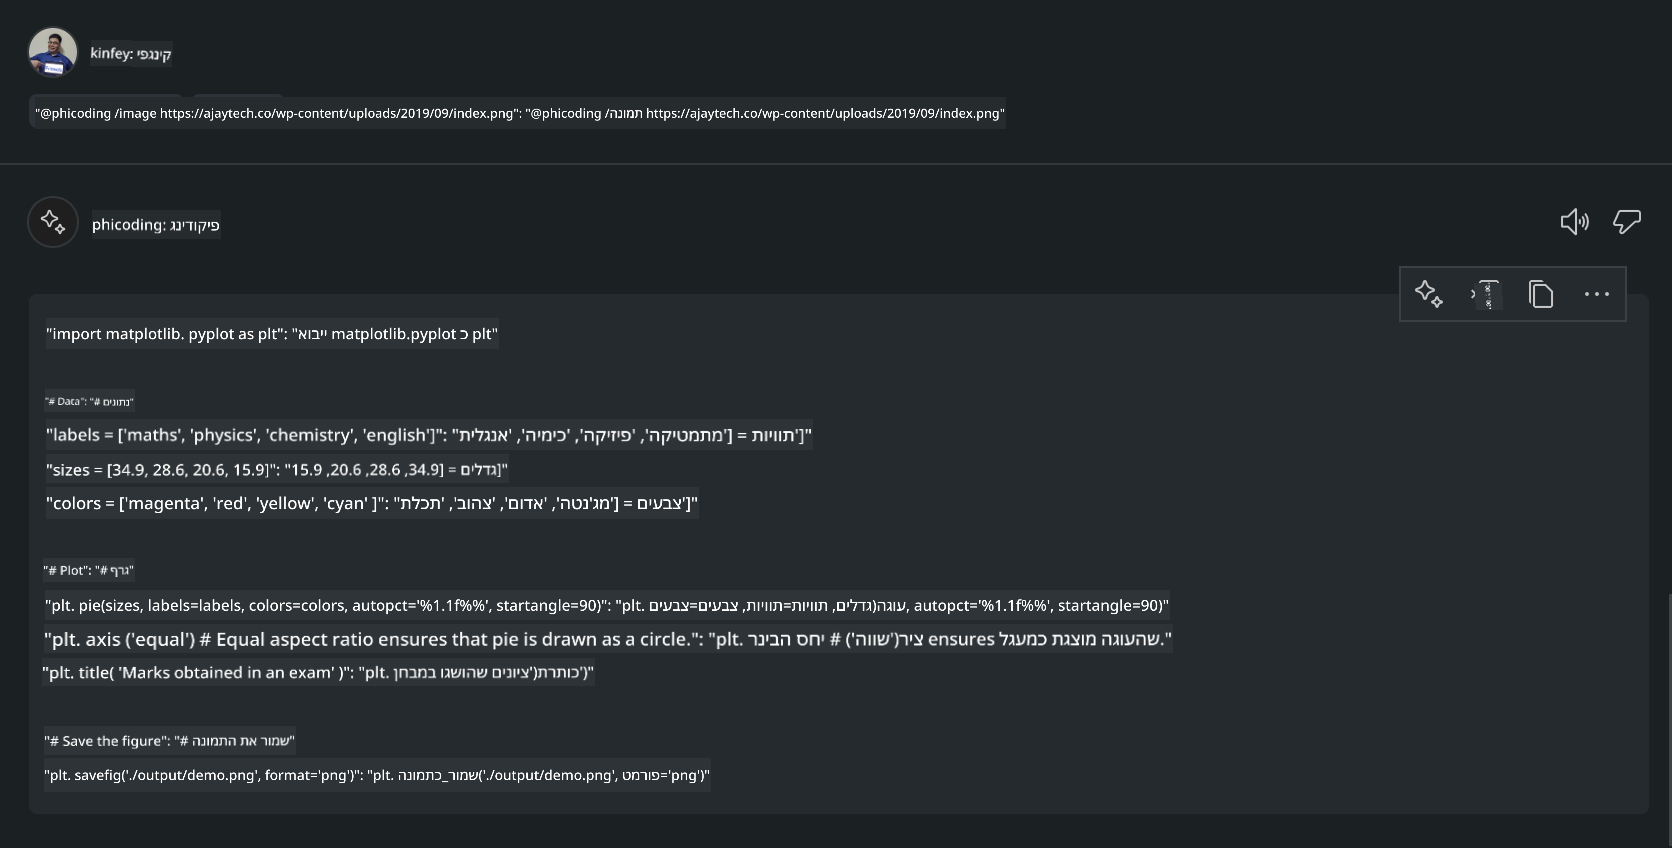 kinfey: קינגפי
"@phicoding /image https://ajaytech.co/wp-content/uploads/2019/09/index.png": "@phicoding /תמונה https://ajaytech.co/wp-content/uploads/2019/09/index.png"
phicoding: פיקודינג
"import matplotlib. pyplot as plt": "ייבוא matplotlib.pyplot כ plt"
"# Data": "# נתונים"
"labels = ['maths', 'physics', 'chemistry', 'english']": "תוויות = ['מתמטיקה', 'פיזיקה', 'כימיה', 'אנגלית']"
"sizes = [34.9, 28.6, 20.6, 15.9]": "גדלים = [34.9, 28.6, 20.6, 15.9]"
"colors = ['magenta', 'red', 'yellow', 'cyan' ]": "צבעים = ['מג'נטה', 'אדום', 'צהוב', 'תכלת']"
"# Plot": "# גרף"
"plt. pie(sizes, labels=labels, colors=colors, autopct='%1.1f%%', startangle=90)": "plt. עוגה(גדלים, תוויות=תוויות, צבעים=צבעים, autopct='%1.1f%%', startangle=90)"
"plt. axis ('equal') # Equal aspect ratio ensures that pie is drawn as a circle.": "plt. ציר('שווה') # יחס הבינר ensures שהעוגה מוצגת כמעגל."
"plt. title( 'Marks obtained in an exam' )": "plt. כותרת('ציונים שהושגו במבחן')"
"# Save the figure": "# שמור את התמונה"
"plt. savefig('./output/demo.png', format='png')": "plt. שמור_כתמונה('./output/demo.png', פורמט='png')"